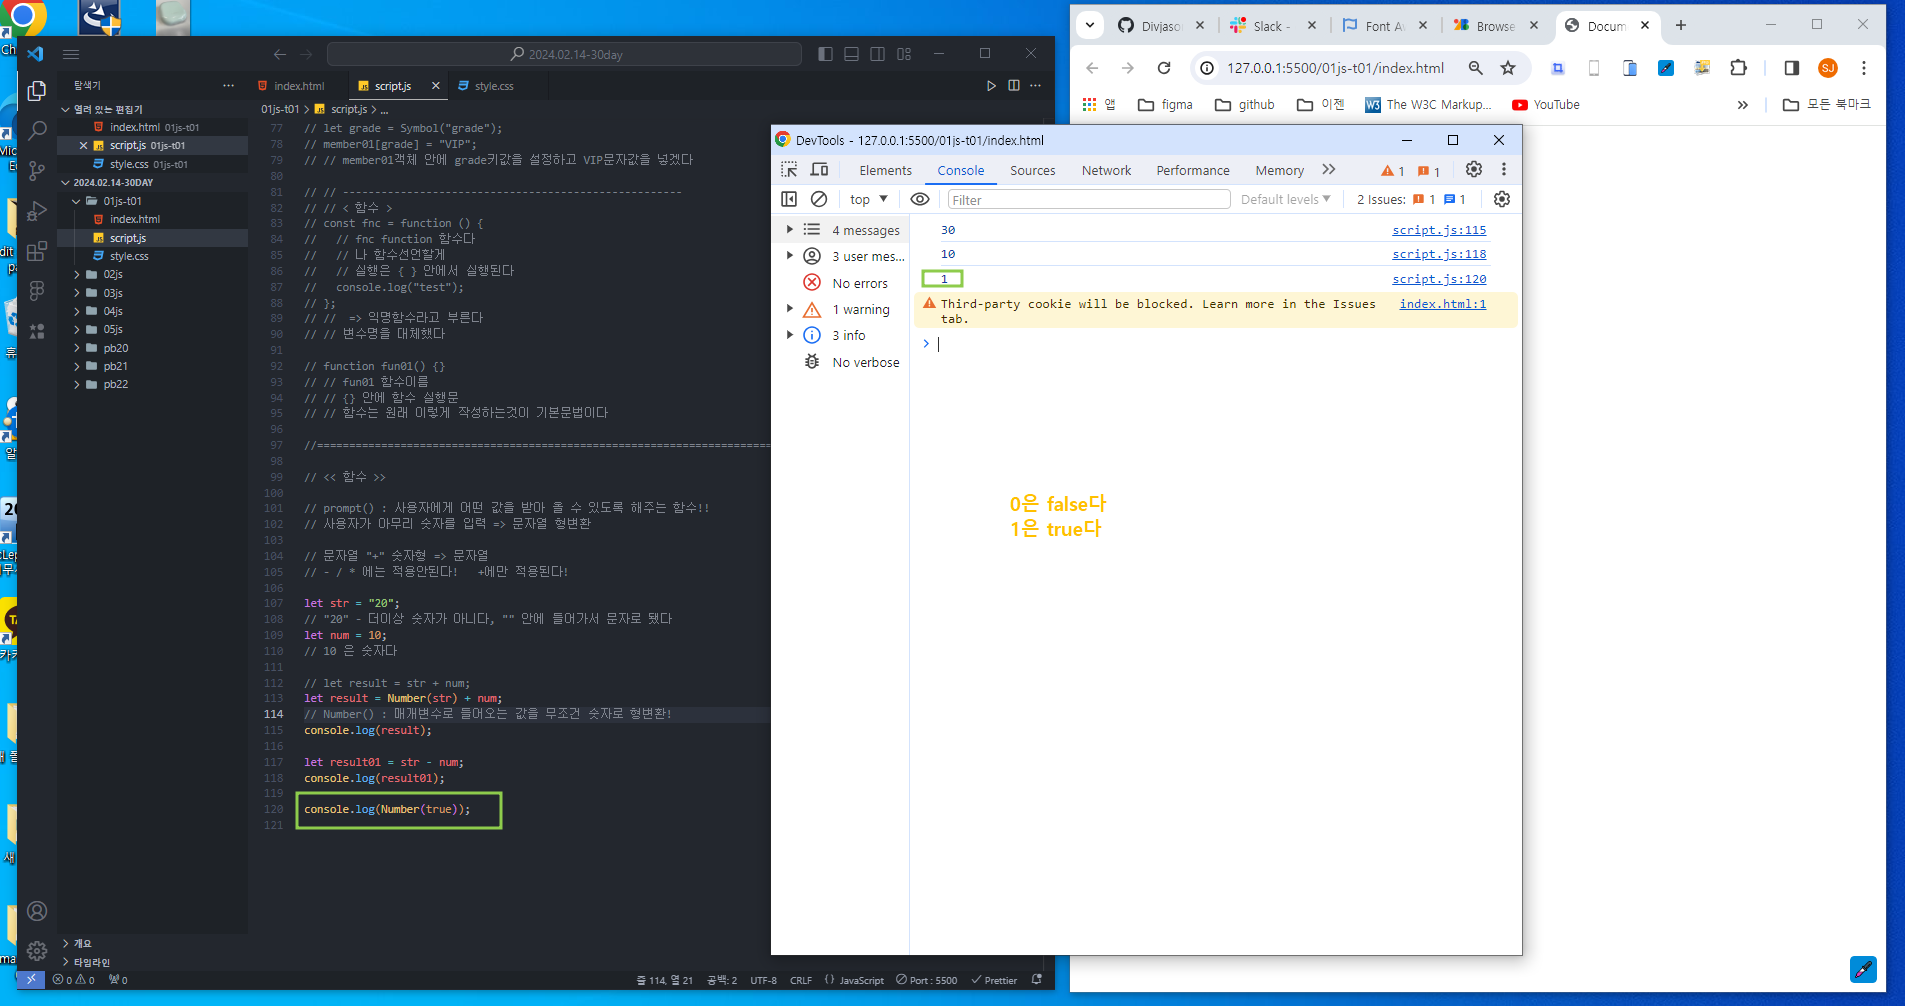 2024.02.14-30day
탐색기
index.html
script.js
style.css
열려 있는 편집기
index.html 01js-t01
script.js 01js-t01
style.css 01js-t01
2024.02.14-30DAY
01js-t01
index.html
script.js
style.css
02js
03js
04js
05js
pb20
pb21
pb22
개요
타임라인
01js-t01 > script.js > ...
77 // let grade = Symbol("grade");
78 // member01[grade] = "VIP";
79 // // member01객체 안에 grade키값을 설정하고 VIP문자값을 넣겠다
80
81 // // -----------------------------------------------------
82 // // < 함수 >
83 // const fnc = function () {
84 //   // fnc function 함수다
85 //   // 나 함수선언할게
86 //   // 실행은 { } 안에서 실행된다
87 //   console.log("test");
88 // };
89 // //  => 익명함수라고 부른다
90 // // 변수명을 대체했다
91
92 // function fun01() {}
93 // // fun01 함수이름
94 // // {} 안에 함수 실행문
95 // // 함수는 원래 이렇게 작성하는것이 기본문법이다
96
97 //=======================================================================
98
99 // << 함수 >>
100
101 // prompt() : 사용자에게 어떤 값을 받아 올 수 있도록 해주는 함수!!
102 // 사용자가 아무리 숫자를 입력 => 문자열 형변환
103
104 // 문자열 "+" 숫자형 => 문자열
105 // - / * 에는 적용안된다!   +에만 적용된다!
106
107 let str = "20";
108 // "20" - 더이상 숫자가 아니다, "" 안에 들어가서 문자로 됐다
109 let num = 10;
110 // 10 은 숫자다
111
112 // let result = str + num;
113 let result = Number(str) + num;
114 // Number() : 매개변수로 들어오는 값을 무조건 숫자로 형변환!
115 console.log(result);
116
117 let result01 = str - num;
118 console.log(result01);
119
120 console.log(Number(true));
121
0 0 0
줄 114, 열 21 공백: 2 UTF-8 CRLF {} JavaScript Port : 5500 Prettier
Divjaso
Slack -
Font A
Browse
Docum
127.0.0.1:5500/01js-t01/index.html
SJ
앱
figma
github
이젠
W3 The W3C Markup...
YouTube
모든 북마크
DevTools - 127.0.0.1:5500/01js-t01/index.html
Elements Console Sources Network Performance Memory 1 1
top Filter Default levels 2 Issues: 1 1
4 messages
3 user mes...
No errors
1 warning
3 info
No verbose
30 script.js:115
10 script.js:118
1 script.js:120
Third-party cookie will be blocked. Learn more in the Issues index.html:1
tab.
0은 false다
1은 true다